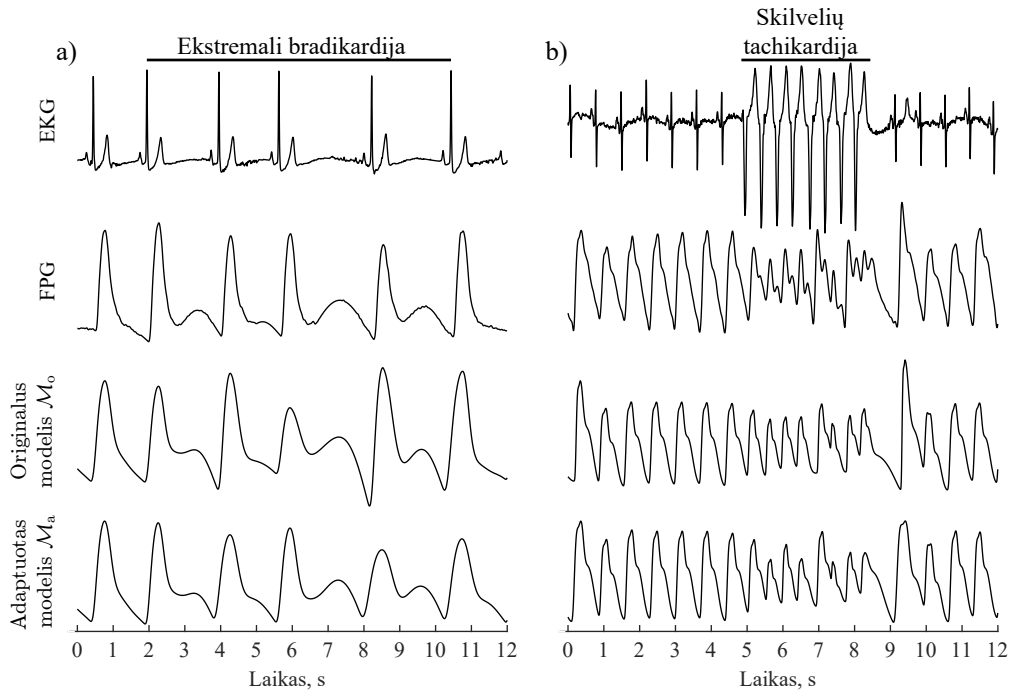 a)
Ekstremali bradikardija
b)
Skilvelių
tachikardija
EKG
FPG
Originalus
modelis ℳₒ
Adaptuotas
modelis ℳₐ
0 1 2 3 4 5 6 7 8 9 10 11 12
Laikas, s
0 1 2 3 4 5 6 7 8 9 10 11 12
Laikas, s